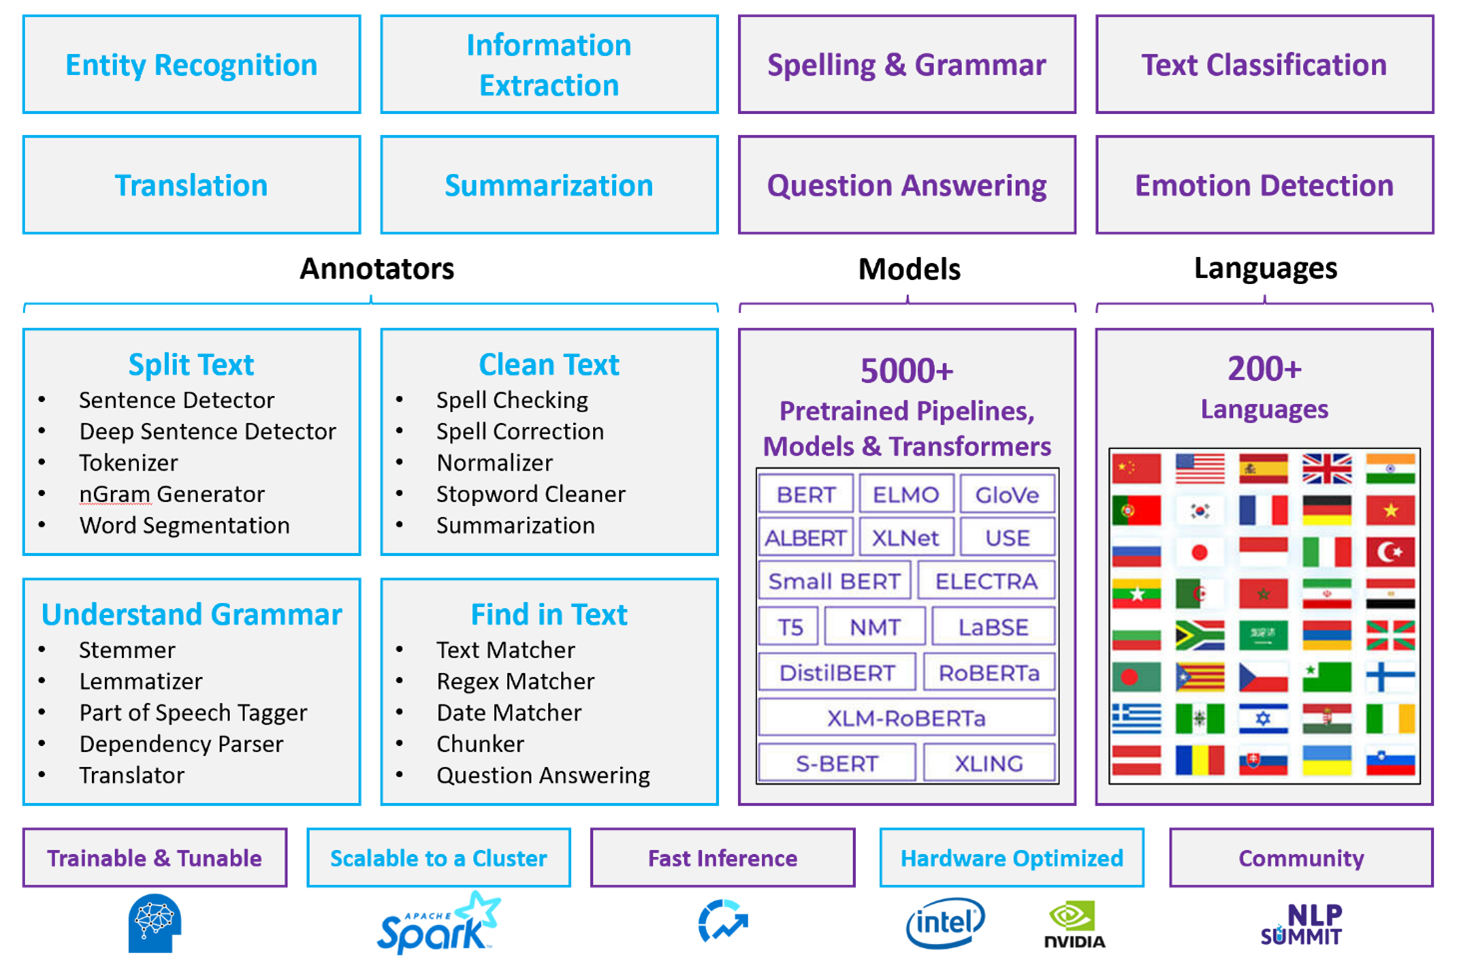 Entity Recognition
Information
Extraction
Spelling & Grammar
Text Classification
Translation
Summarization
Question Answering
Emotion Detection
Annotators
Models
Languages
Split Text
• Sentence Detector
• Deep Sentence Detector
• Tokenizer
• nGram Generator
• Word Segmentation
Clean Text
• Spell Checking
• Spell Correction
• Normalizer
• Stopword Cleaner
• Summarization
Understand Grammar
• Stemmer
• Lemmatizer
• Part of Speech Tagger
• Dependency Parser
• Translator
Find in Text
• Text Matcher
• Regex Matcher
• Date Matcher
• Chunker
• Question Answering
5000+
Pretrained Pipelines,
Models & Transformers
BERT ELMO GloVe
ALBERT XLNet USE
Small BERT ELECTRA
T5 NMT LaBSE
DistilBERT RoBERTa
XLM-RoBERTa
S-BERT XLING
200+
Languages
Trainable & Tunable
Scalable to a Cluster
Fast Inference
Hardware Optimized
Community
APACHE
Spark
intel
NVIDIA
NLP
SUMMIT